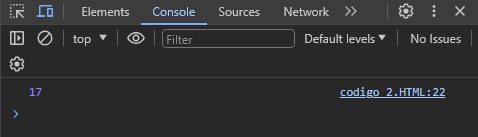 Elements Console Sources Network
top Filter Default levels No Issues
17 codigo 2.HTML:22